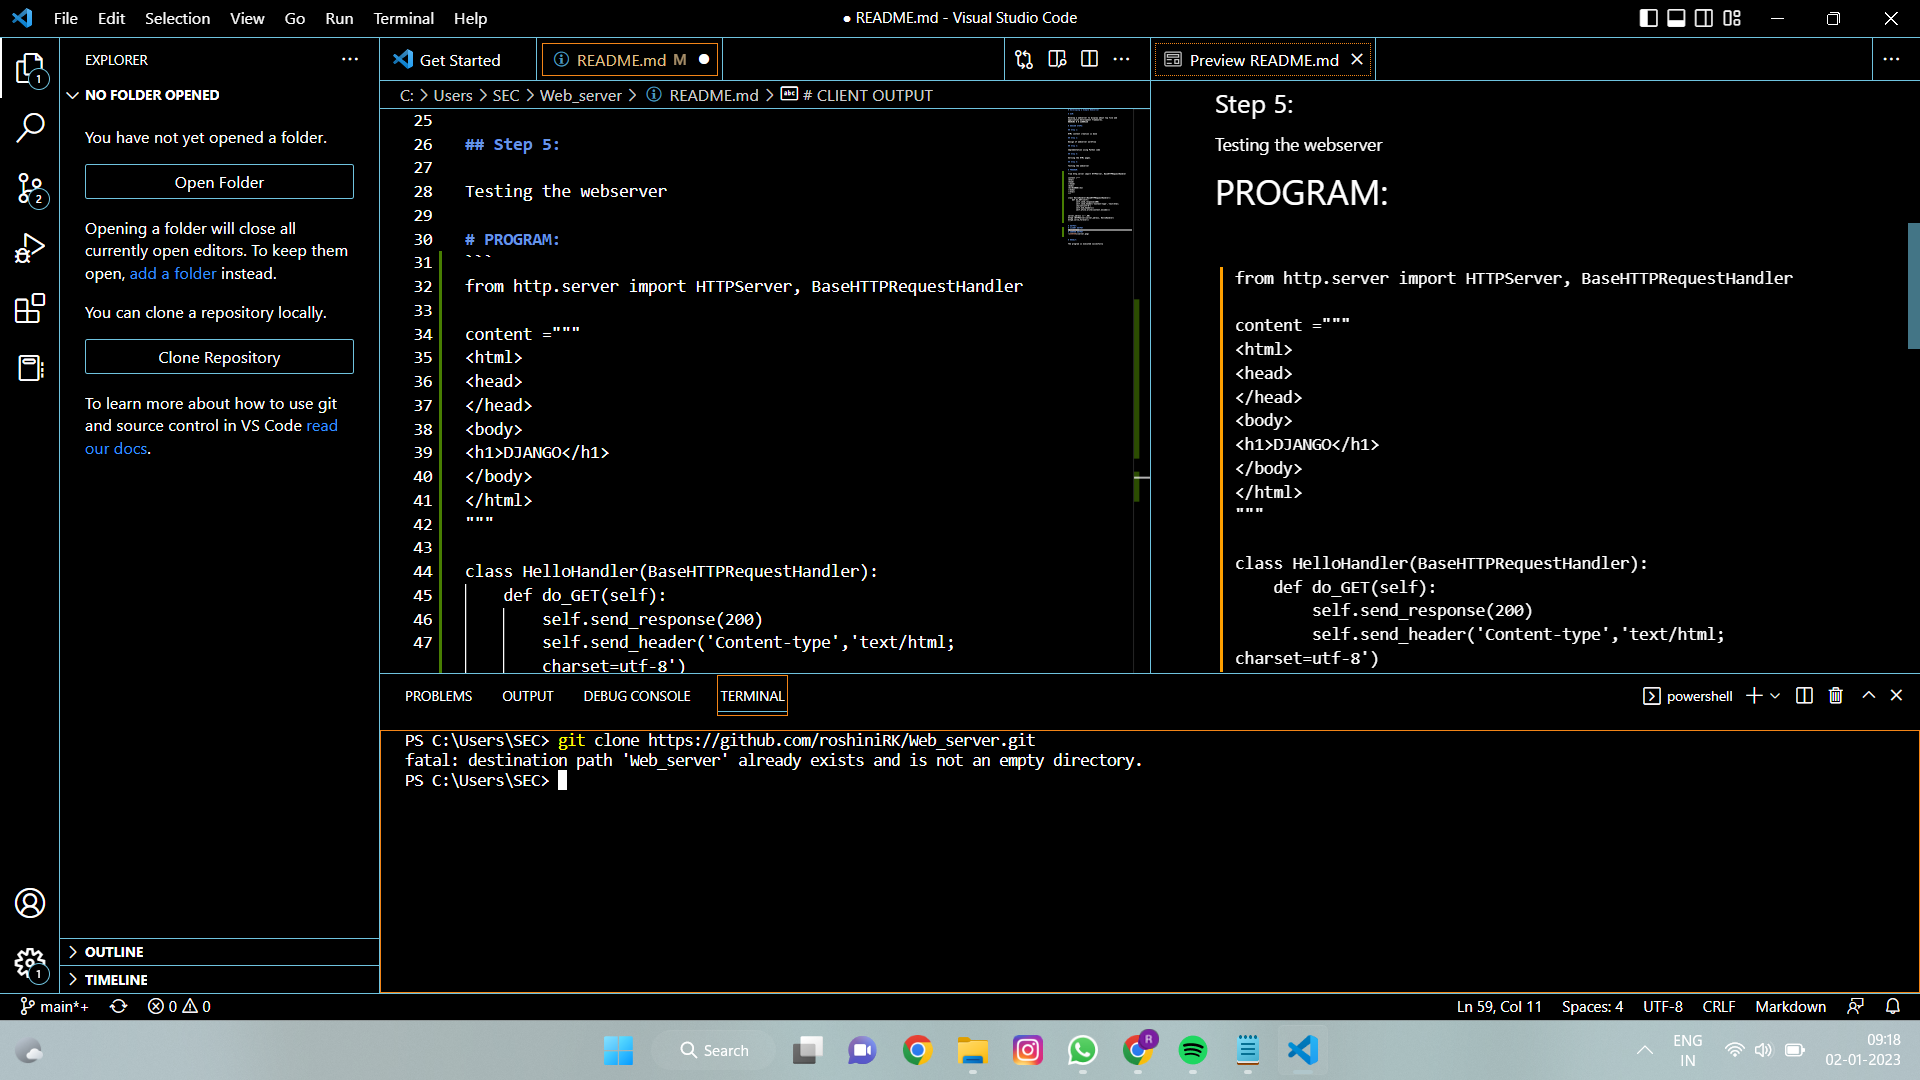 File Edit Selection View Go Run Terminal Help
● README.md - Visual Studio Code
EXPLORER
NO FOLDER OPENED
You have not yet opened a folder.
Open Folder
Opening a folder will close all
currently open editors. To keep them
open, add a folder instead.
You can clone a repository locally.
Clone Repository
To learn more about how to use git
and source control in VS Code read
our docs.
OUTLINE
TIMELINE
1
2
1
Get Started
README.md M
C: > Users > SEC > Web_server > README.md > # CLIENT OUTPUT
25
26 ## Step 5:
27
28 Testing the webserver
29
30 # PROGRAM:
31 ```
32 from http.server import HTTPServer, BaseHTTPRequestHandler
33
34 content ="""
35 <html>
36 <head>
37 </head>
38 <body>
39 <h1>DJANGO</h1>
40 </body>
41 </html>
42 """
43
44 class HelloHandler(BaseHTTPRequestHandler):
45 def do_GET(self):
46 self.send_response(200)
47 self.send_header('Content-type','text/html;
charset=utf-8')
Preview README.md
Step 5:
Testing the webserver
PROGRAM:
from http.server import HTTPServer, BaseHTTPRequestHandler
content ="""
<html>
<head>
</head>
<body>
<h1>DJANGO</h1>
</body>
</html>
"""
class HelloHandler(BaseHTTPRequestHandler):
def do_GET(self):
self.send_response(200)
self.send_header('Content-type','text/html;
charset=utf-8')
PROBLEMS OUTPUT DEBUG CONSOLE TERMINAL
powershell
PS C:\Users\SEC> git clone https://github.com/roshiniRK/Web_server.git
fatal: destination path 'Web_server' already exists and is not an empty directory.
PS C:\Users\SEC>
main*+ 0 0
Ln 59, Col 11 Spaces: 4 UTF-8 CRLF Markdown
Search
R
ENG
IN
09:18
02-01-2023